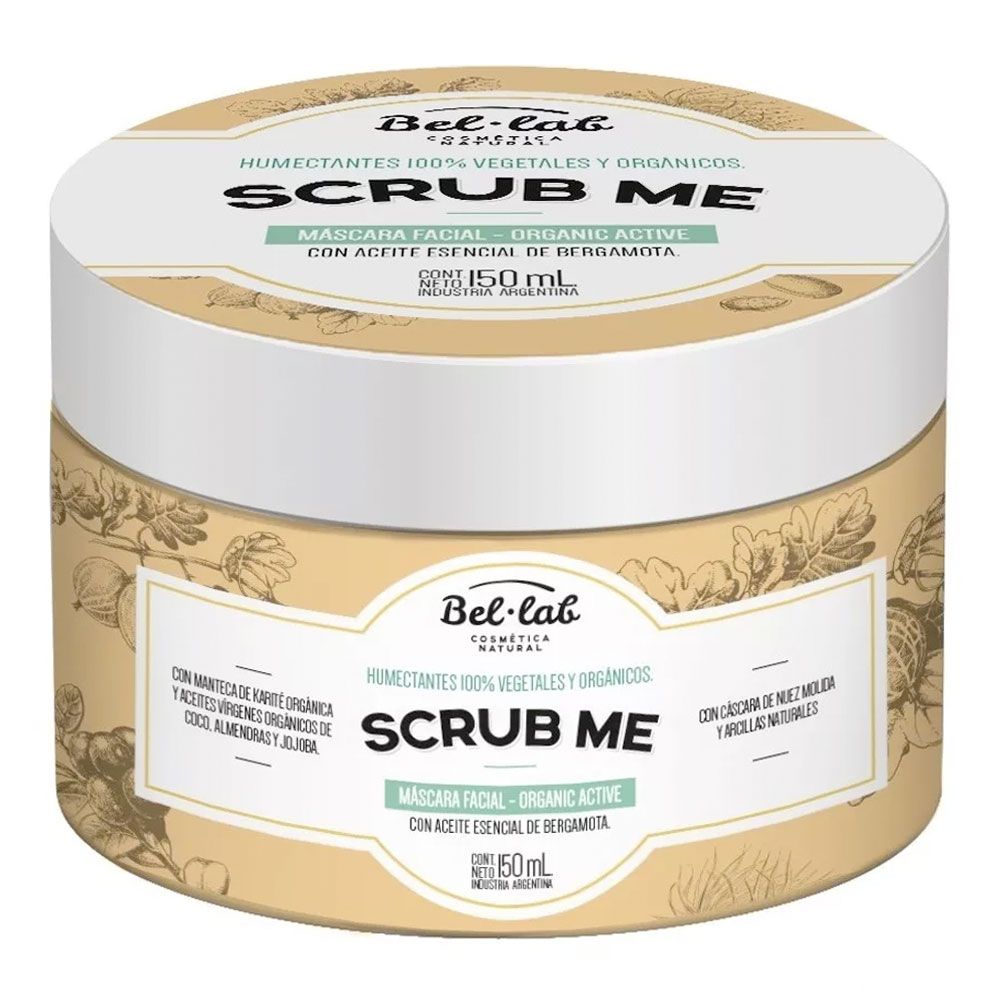 Bel·lab
COSMÉTICA
NATURAL
HUMECTANTES 100% VEGETALES Y ORGÁNICOS.
SCRUB ME
MÁSCARA FACIAL - ORGANIC ACTIVE
CON ACEITE ESENCIAL DE BERGAMOTA.
CONT.
NETO 150 mL
INDUSTRIA ARGENTINA
Bel·lab
COSMÉTICA
NATURAL
HUMECTANTES 100% VEGETALES Y ORGÁNICOS.
SCRUB ME
MÁSCARA FACIAL - ORGANIC ACTIVE
CON ACEITE ESENCIAL DE BERGAMOTA.
CONT.
NETO 150 mL
INDUSTRIA ARGENTINA
CON MANTECA DE KARITÉ ORGÁNICA
Y ACEITES VÍRGENES ORGÁNICOS DE
COCO, ALMENDRAS Y JOJOBA.
CON CÁSCARA DE NUEZ MOLIDA
Y ARCILLAS NATURALES